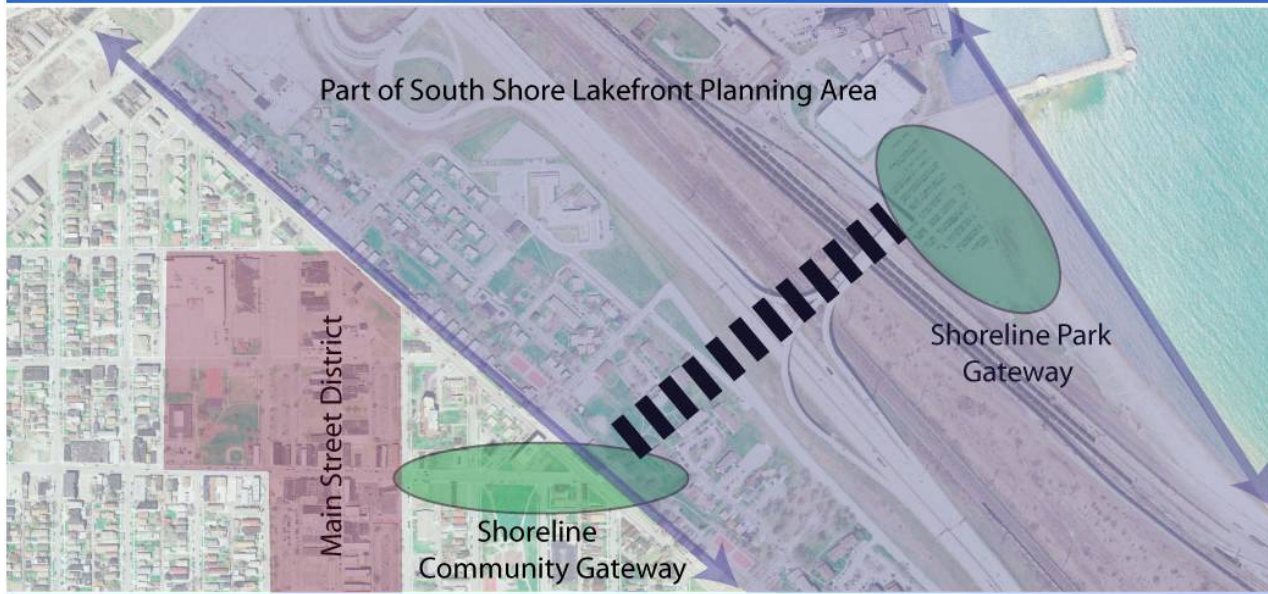 Part of South Shore Lakefront Planning Area
Main Street District
Shoreline Park
Gateway
Shoreline
Community Gateway